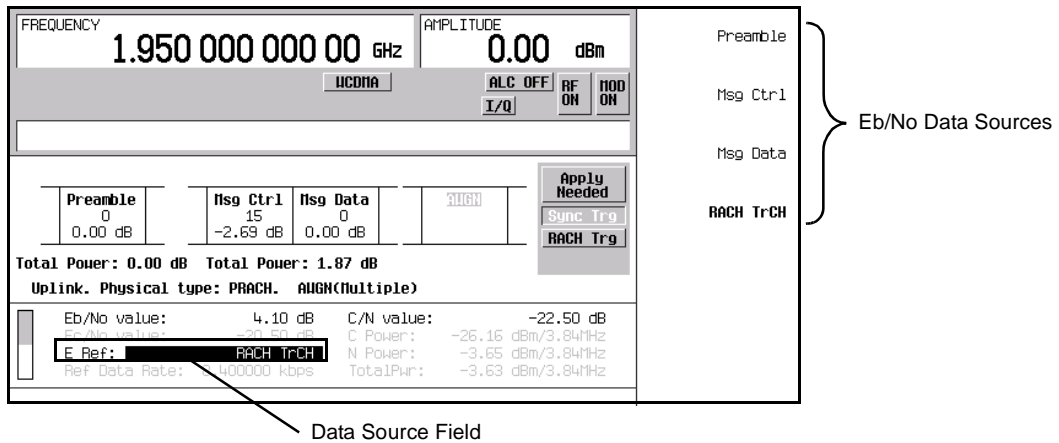 FREQUENCY
1.950 000 000 00 GHz
AMPLITUDE
0.00 dBm
WCDMA
ALC OFF
I/Q
RF ON
MOD ON
Preamble
Msg Ctrl
Msg Data
RACH TrCH
Eb/No Data Sources
Preamble
0
0.00 dB
Msg Ctrl
15
-2.69 dB
Msg Data
0
0.00 dB
AWGN
Apply Needed
Sync Trg
RACH Trg
Total Power: 0.00 dB Total Power: 1.87 dB
Uplink. Physical type: PRACH. AWGN(Multiple)
Eb/No value: 4.10 dB C/N value: -22.50 dB
Ec/No value: -20.50 dB C Power: -26.16 dBm/3.84MHz
E Ref: RACH TrCH N Power: -3.65 dBm/3.84MHz
Ref Data Rate: 400000 kbps TotalPwr: -3.63 dBm/3.84MHz
Data Source Field